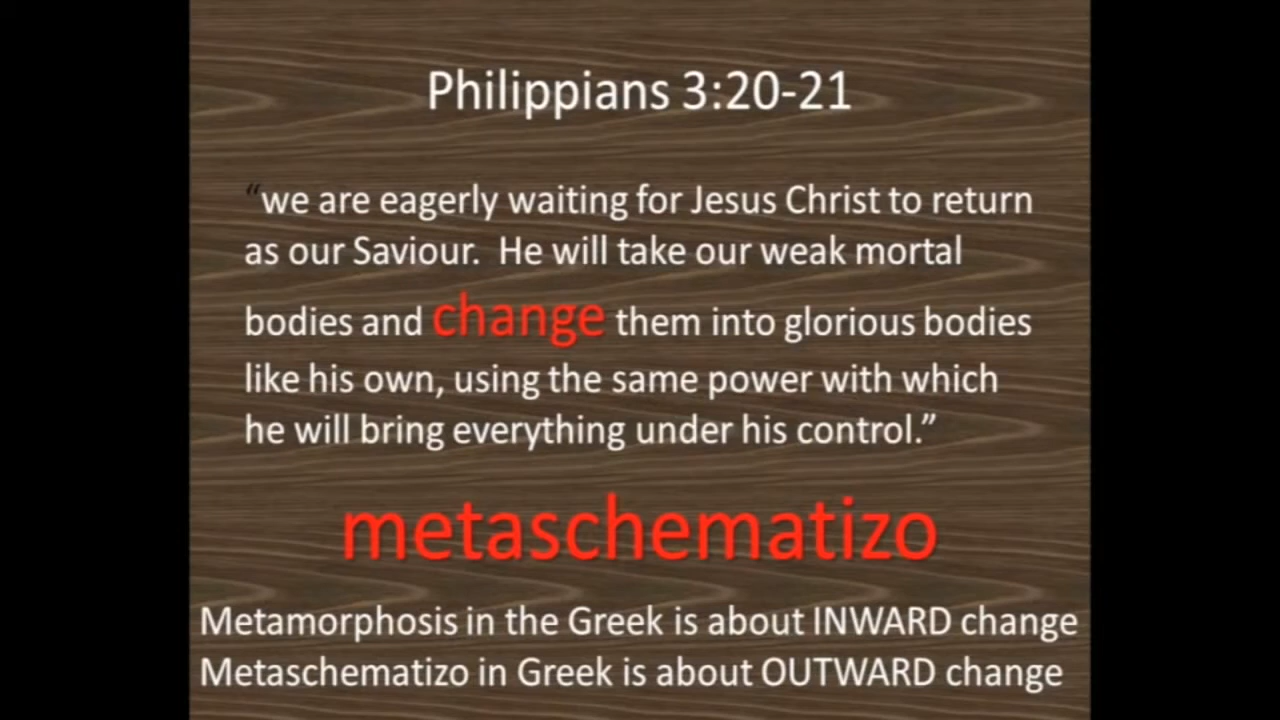 Philippians 3:20-21
“we are eagerly waiting for Jesus Christ to return
as our Saviour.  He will take our weak mortal
bodies and change them into glorious bodies
like his own, using the same power with which
he will bring everything under his control.”
metaschematizo
Metamorphosis in the Greek is about INWARD change
Metaschematizo in Greek is about OUTWARD change